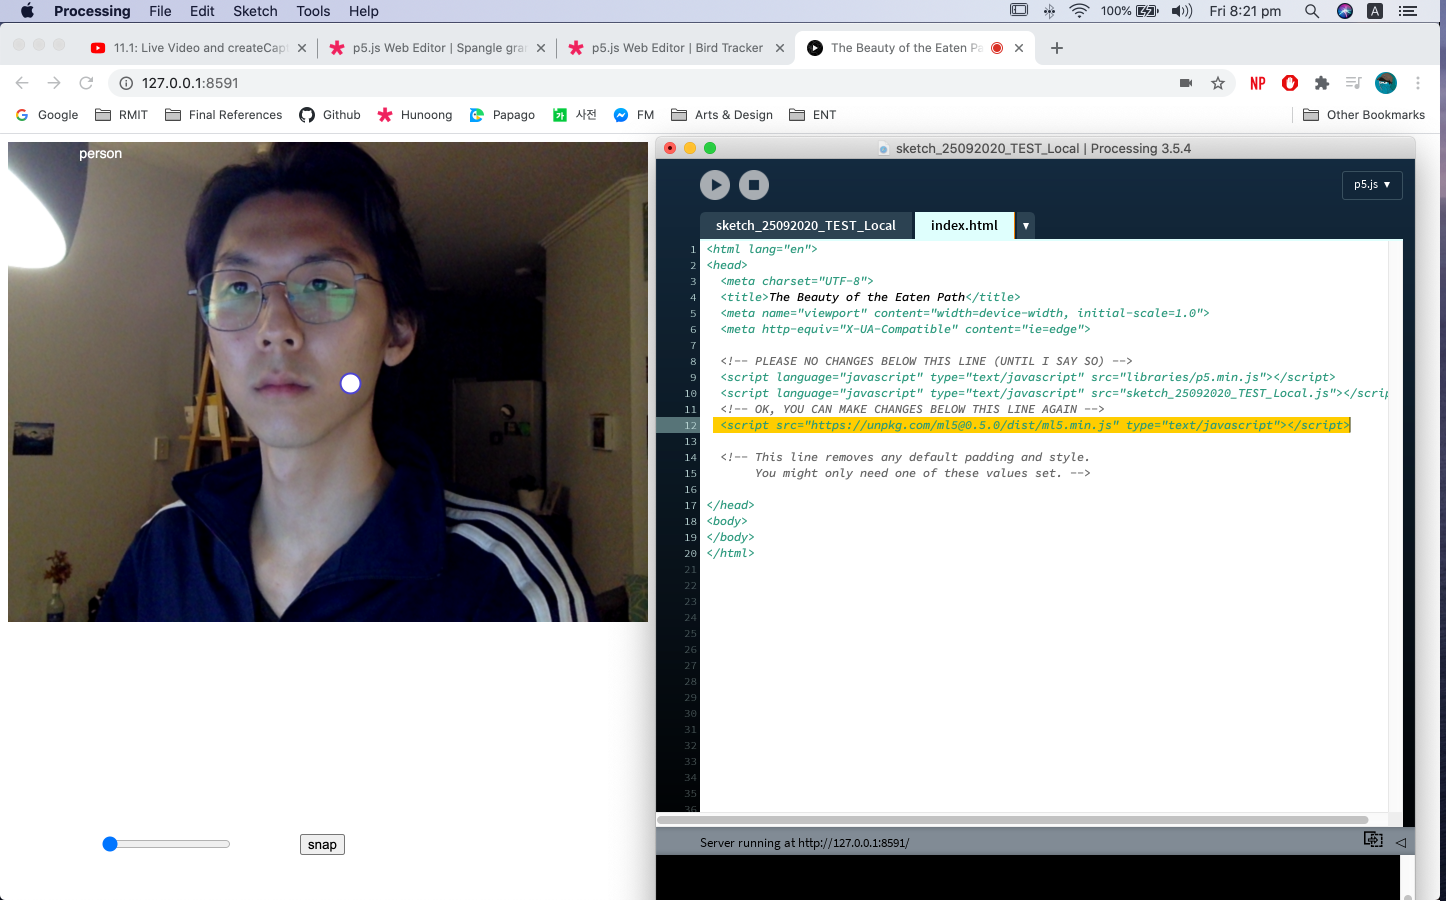 Processing File Edit Sketch Tools Help 100% Fri 8:21 pm A
11.1: Live Video and createCapt p5.js Web Editor | Spangle gra p5.js Web Editor | Bird Tracker The Beauty of the Eaten Pa
127.0.0.1:8591 NP
Google RMIT Final References Github Hunoong Papago 사전 FM Arts & Design ENT Other Bookmarks
person
snap
sketch_25092020_TEST_Local | Processing 3.5.4
p5.js ▾
sketch_25092020_TEST_Local index.html ▾
1 <html lang="en">
2 <head>
3 <meta charset="UTF-8">
4 <title>The Beauty of the Eaten Path</title>
5 <meta name="viewport" content="width=device-width, initial-scale=1.0">
6 <meta http-equiv="X-UA-Compatible" content="ie=edge">
7
8 <!-- PLEASE NO CHANGES BELOW THIS LINE (UNTIL I SAY SO) -->
9 <script language="javascript" type="text/javascript" src="libraries/p5.min.js"></script>
10 <script language="javascript" type="text/javascript" src="sketch_25092020_TEST_Local.js"></scrip
11 <!-- OK, YOU CAN MAKE CHANGES BELOW THIS LINE AGAIN -->
12 <script src="https://unpkg.com/ml5@0.5.0/dist/ml5.min.js" type="text/javascript"></script>
13
14 <!-- This line removes any default padding and style.
15 You might only need one of these values set. -->
16
17 </head>
18 <body>
19 </body>
20 </html>
21
22
23
24
25
26
27
28
29
30
31
32
33
34
35
36
Server running at http://127.0.0.1:8591/